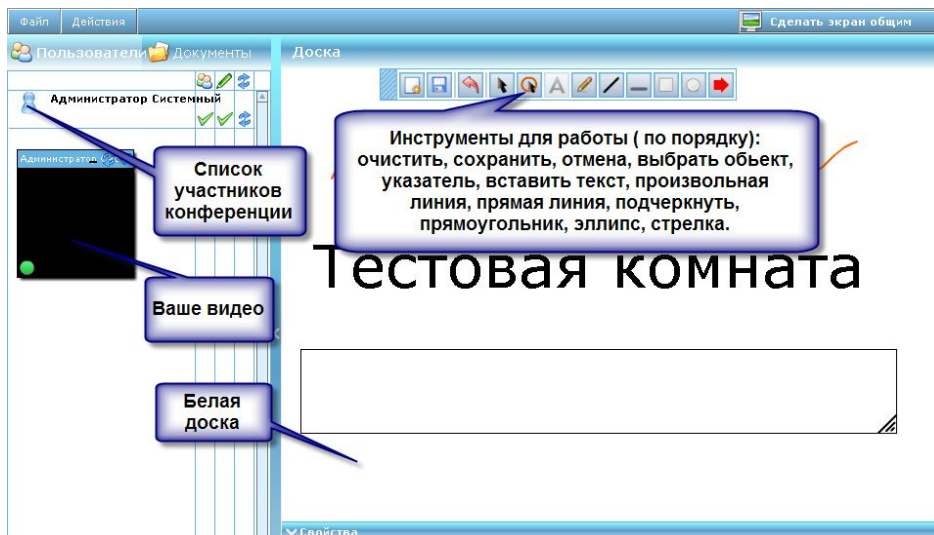 Файл Действия Сделать экран общим
Пользователи Документы Доска
Администратор Системный
Инструменты для работы ( по порядку):
очистить, сохранить, отмена, выбрать обьект,
указатель, вставить текст, произвольная
линия, прямая линия, подчеркнуть,
прямоугольник, эллипс, стрелка.
Список
участников
конференции
Администратор
Тестовая комната
Ваше видео
Белая
доска
Свойства